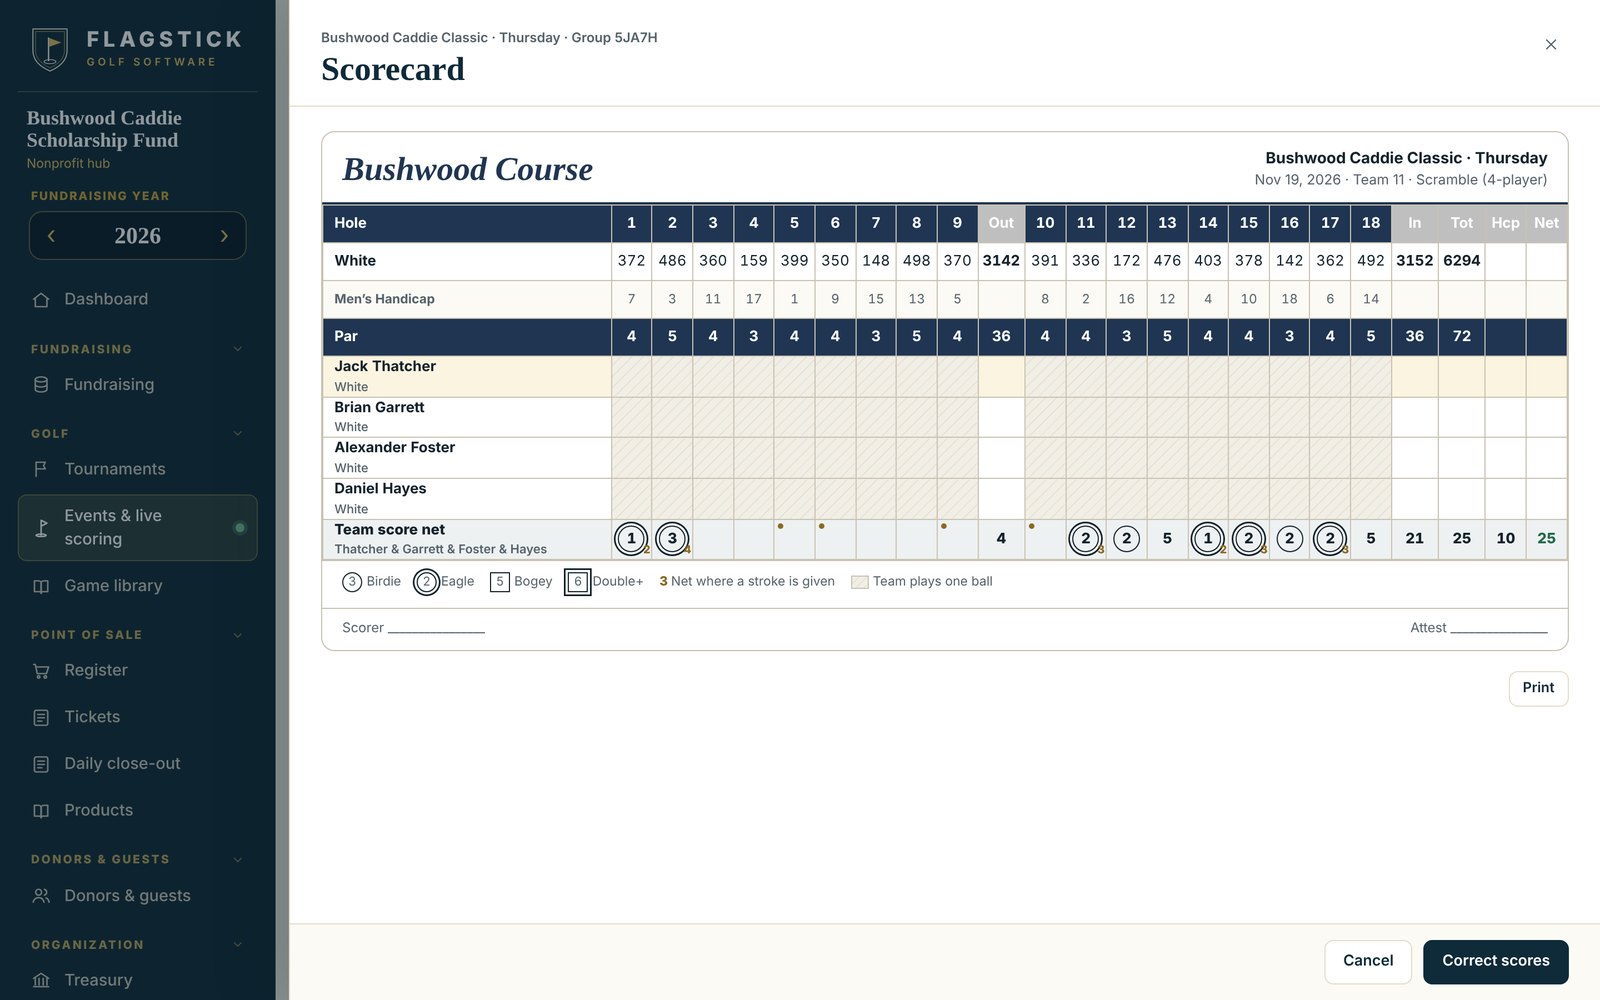 FLAGSTICK
GOLF SOFTWARE
Bushwood Caddie
Scholarship Fund
Nonprofit hub
FUNDRAISING YEAR
2026
Dashboard
FUNDRAISING
Fundraising
GOLF
Tournaments
Events & live
scoring
Game library
POINT OF SALE
Register
Tickets
Daily close-out
Products
DONORS & GUESTS
Donors & guests
ORGANIZATION
Treasury
Bushwood Caddie Classic · Thursday · Group 5JA7H
Scorecard
Bushwood Course
Bushwood Caddie Classic · Thursday
Nov 19, 2026 · Team 11 · Scramble (4-player)
Hole 1 2 3 4 5 6 7 8 9 Out 10 11 12 13 14 15 16 17 18 In Tot Hcp Net
White 372 486 360 159 399 350 148 498 370 3142 391 336 172 476 403 378 142 362 492 3152 6294
Men's Handicap 7 3 11 17 1 9 15 13 5 8 2 16 12 4 10 18 6 14
Par 4 5 4 3 4 4 3 5 4 36 4 4 3 5 4 4 3 4 5 36 72
Jack Thatcher
White
Brian Garrett
White
Alexander Foster
White
Daniel Hayes
White
Team score net 1 3 4 2 2 5 1 2 2 2 5 21 25 10 25
Thatcher & Garrett & Foster & Hayes 2 4 3 2 3 3
3 Birdie 2 Eagle 5 Bogey 6 Double+ 3 Net where a stroke is given Team plays one ball
Scorer
Attest
Print
Cancel
Correct scores